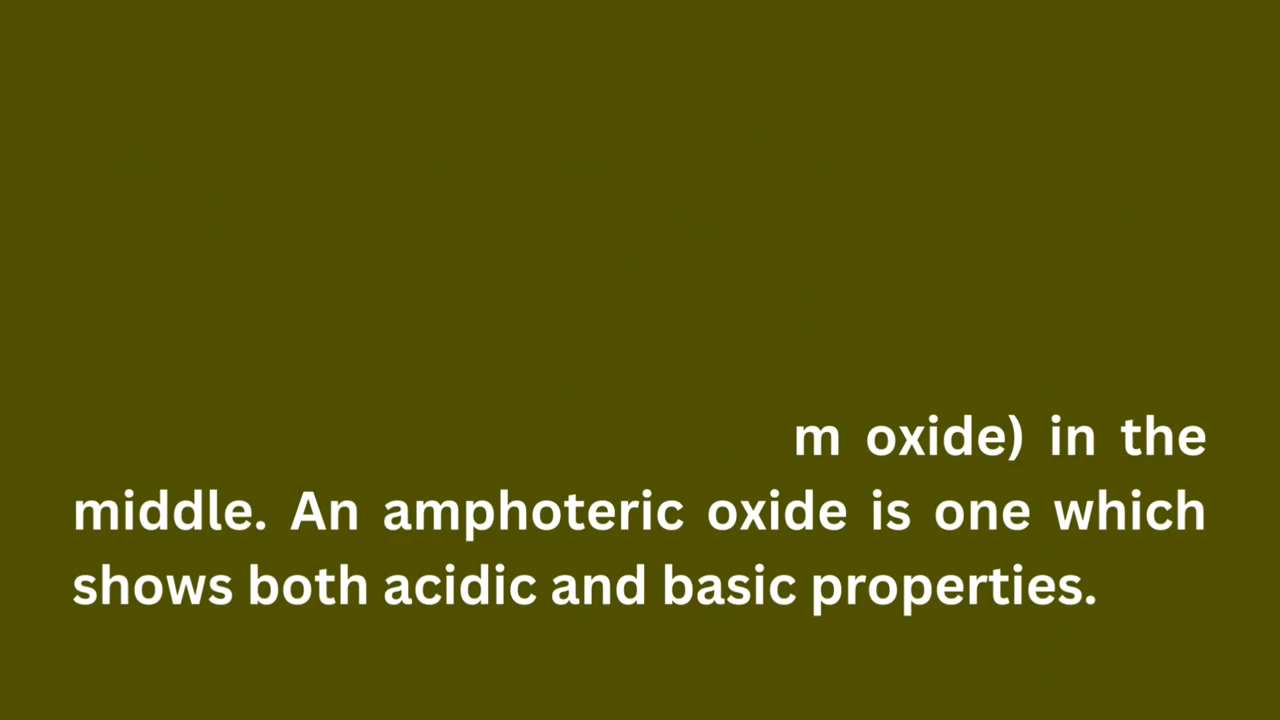 m oxide) in the
middle. An amphoteric oxide is one which
shows both acidic and basic properties.